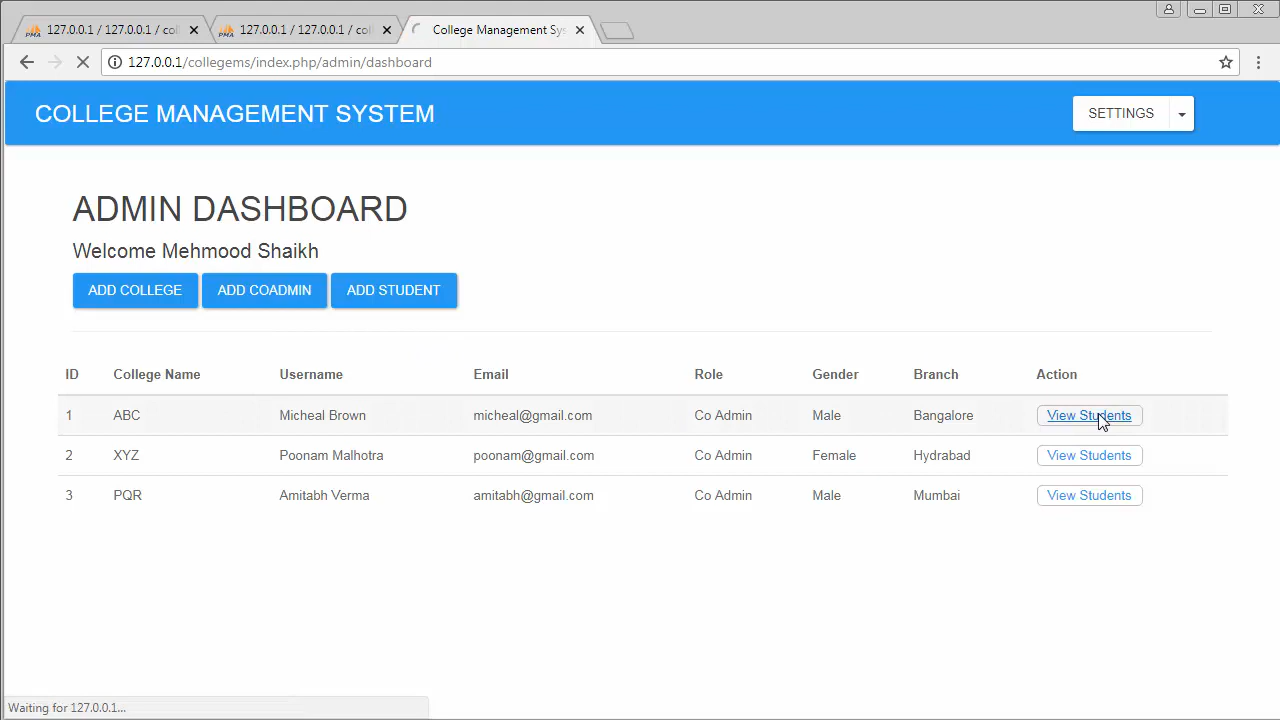 127.0.0.1 / 127.0.0.1 / col
127.0.0.1 / 127.0.0.1 / col
College Management Sys
127.0.0.1/collegems/index.php/admin/dashboard
COLLEGE MANAGEMENT SYSTEM
SETTINGS
ADMIN DASHBOARD
Welcome Mehmood Shaikh
ADD COLLEGE ADD COADMIN ADD STUDENT
ID College Name Username Email Role Gender Branch Action
1 ABC Micheal Brown micheal@gmail.com Co Admin Male Bangalore View Students
2 XYZ Poonam Malhotra poonam@gmail.com Co Admin Female Hydrabad View Students
3 PQR Amitabh Verma amitabh@gmail.com Co Admin Male Mumbai View Students
Waiting for 127.0.0.1...